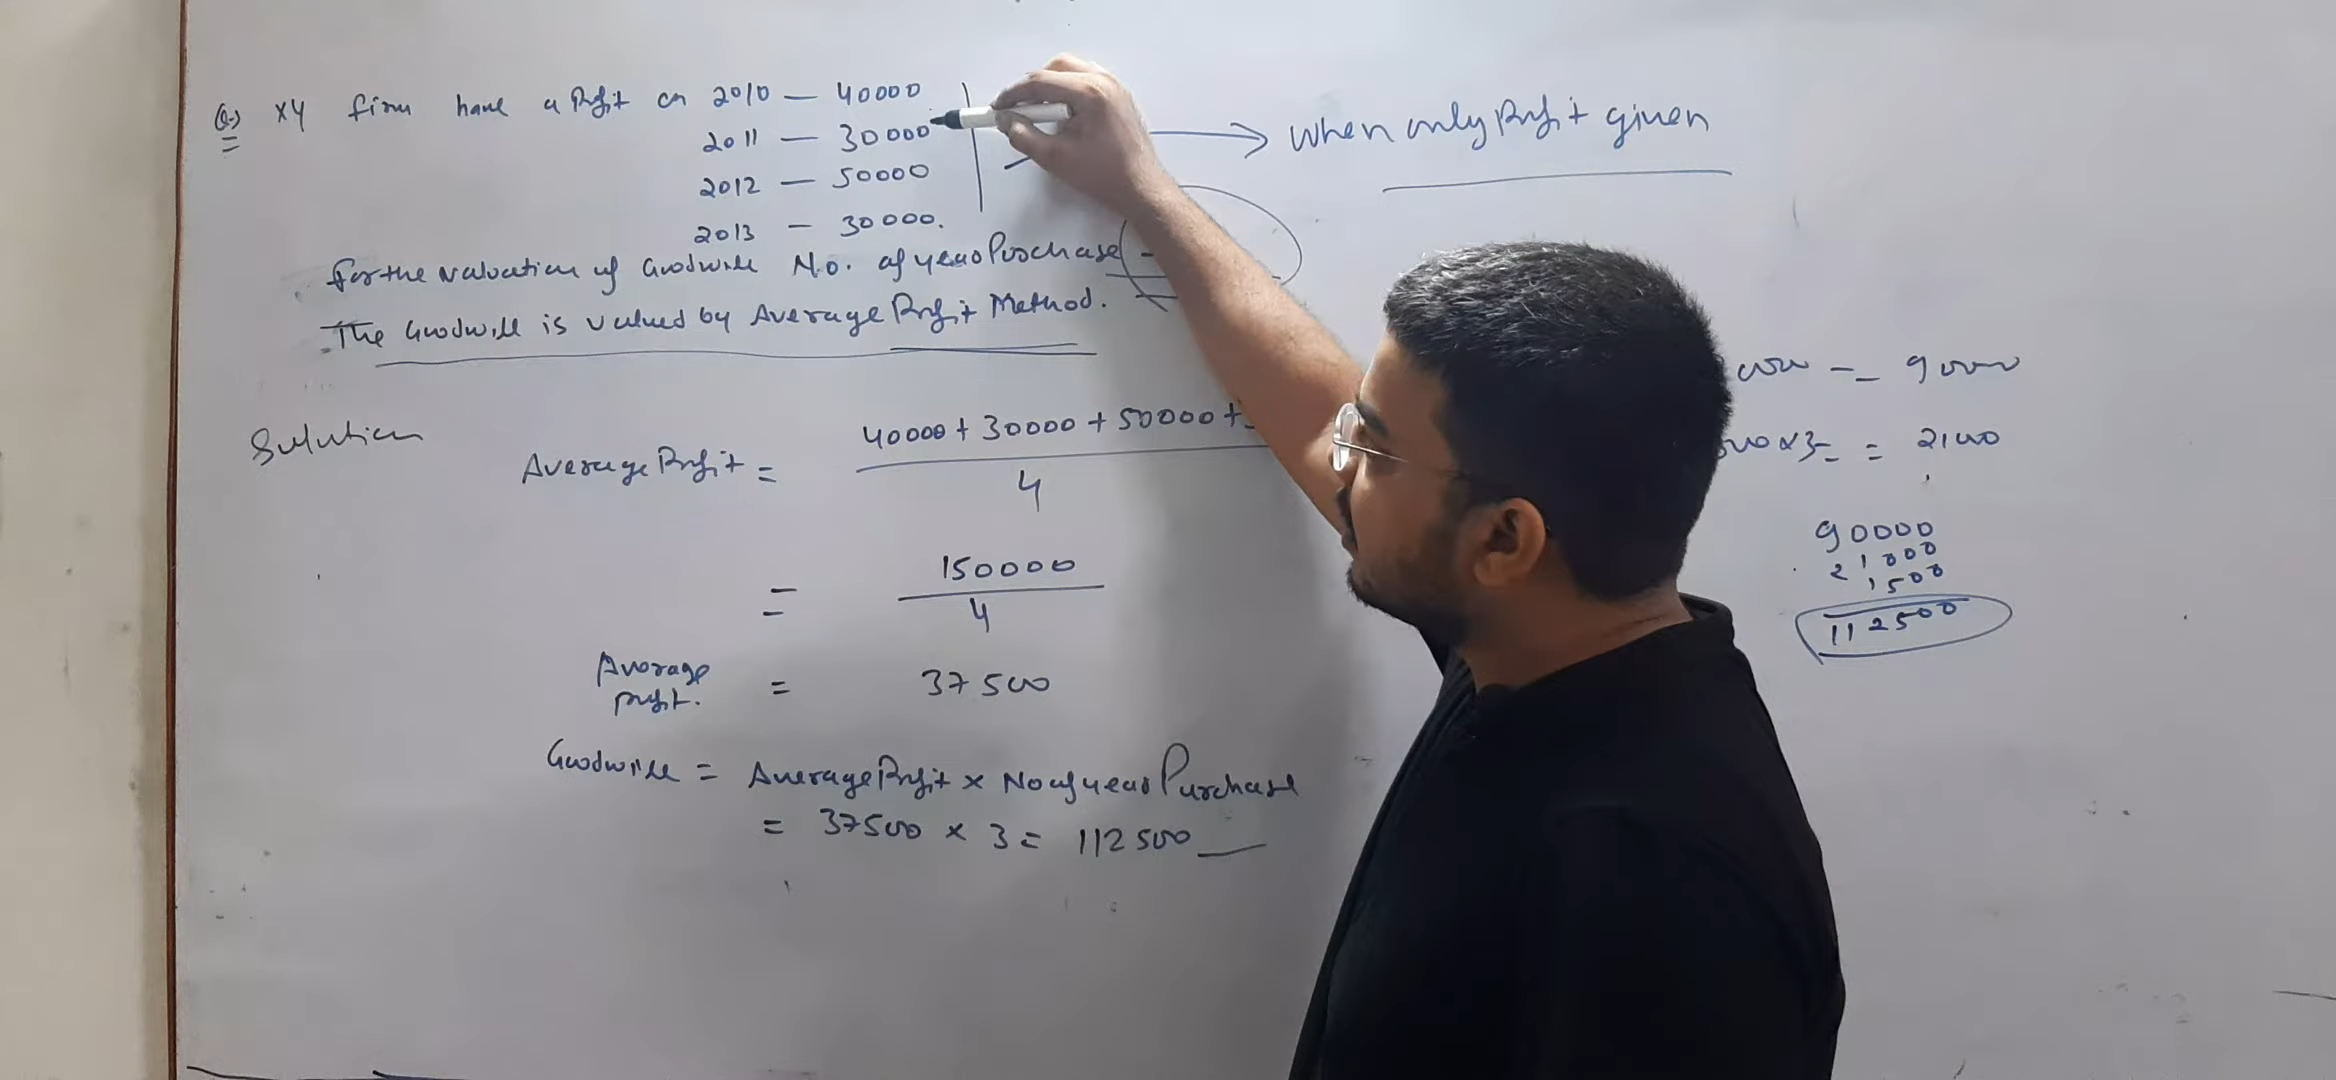 Q.) XY firm have a Profit on 2010 — 40000
2011 — 30000
2012 — 50000
2013 — 30000.
When only Profit given
for the valuation of Goodwill No. of year Purchase
The Goodwill is valued by Average Profit Method.
Solution
Average Profit = 40000 + 30000 + 50000 +
4
= 150000
4
Average profit. = 37500
Goodwill = Average Profit × No of year Purchase
= 37500 × 3 = 112500
90000
21000
1500
112500